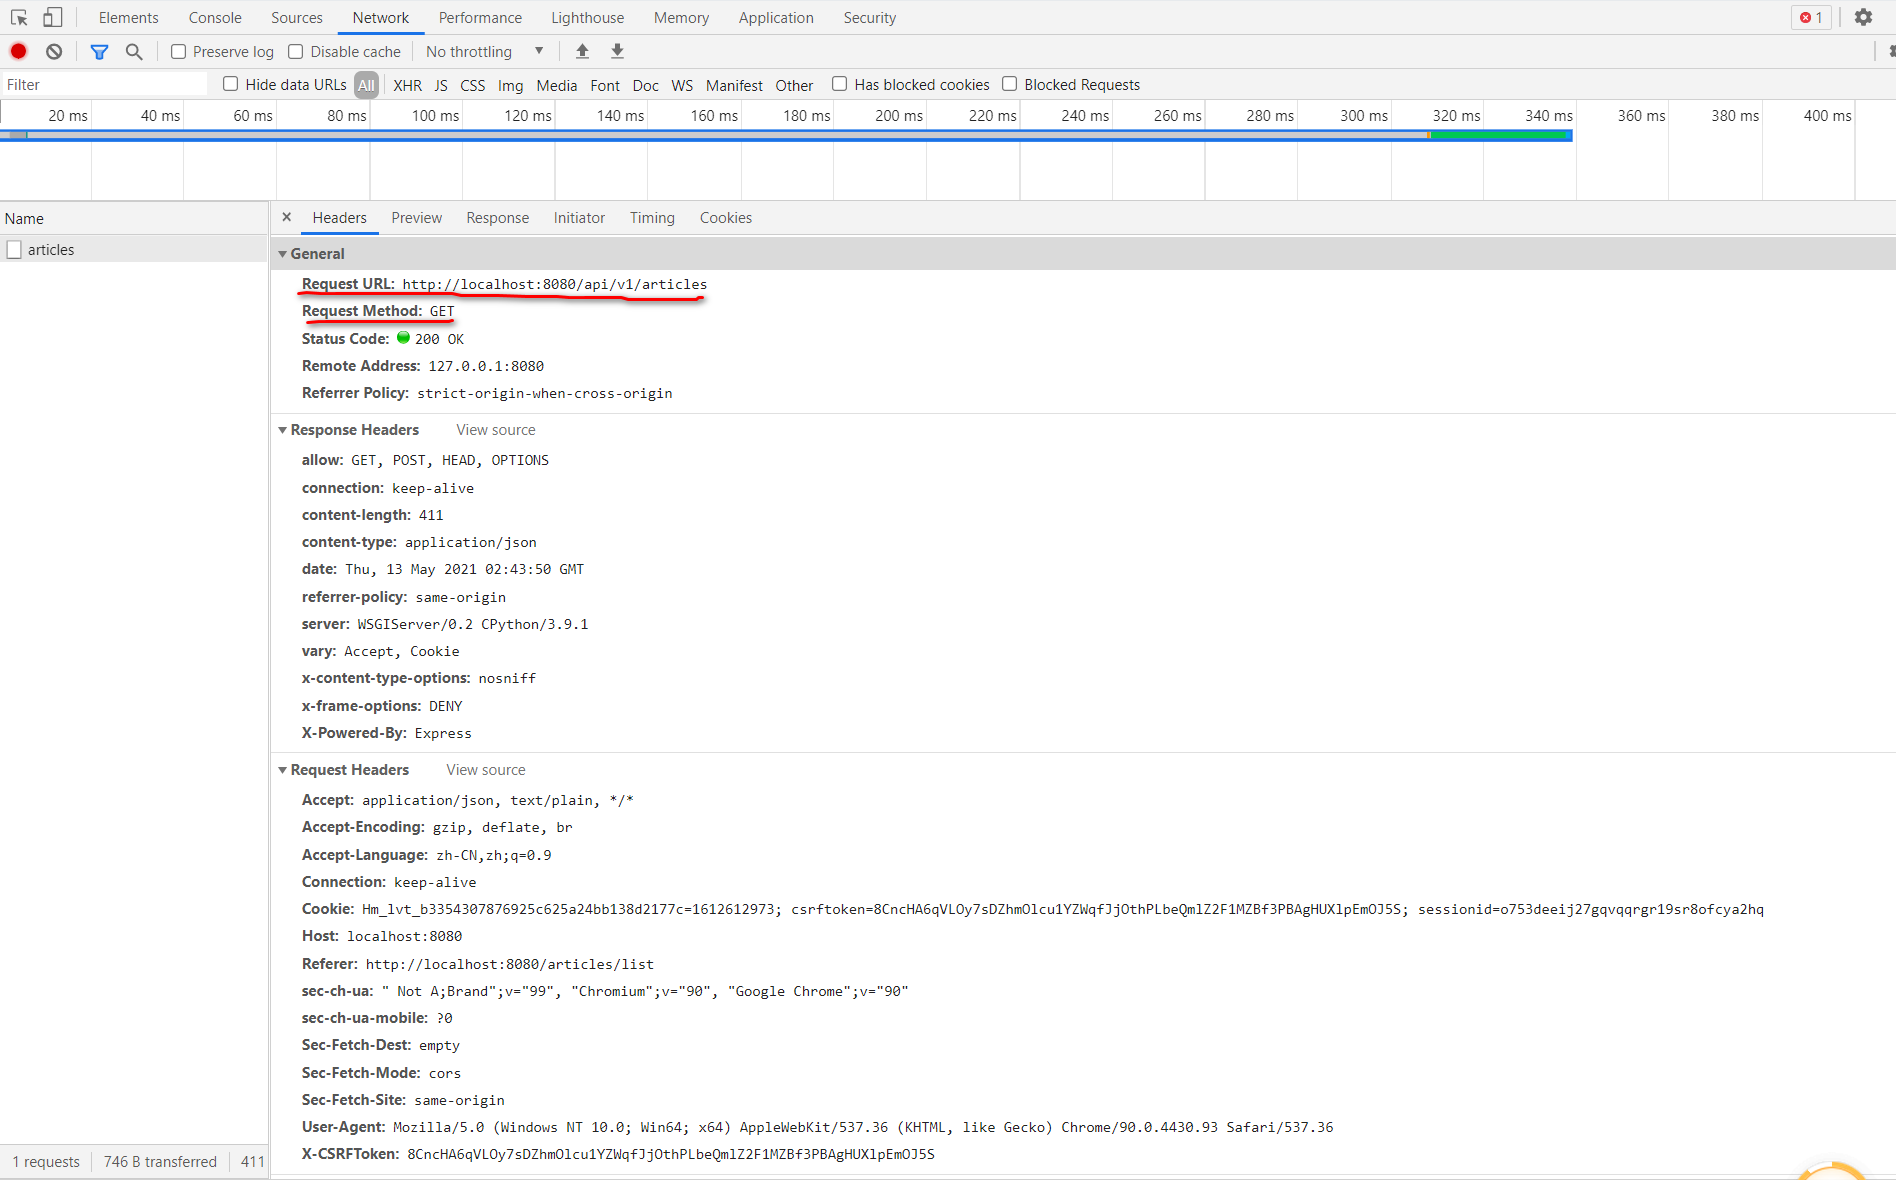 Elements Console Sources Network Performance Lighthouse Memory Application Security 1
Preserve log Disable cache No throttling
Filter Hide data URLs All XHR JS CSS Img Media Font Doc WS Manifest Other Has blocked cookies Blocked Requests
20 ms 40 ms 60 ms 80 ms 100 ms 120 ms 140 ms 160 ms 180 ms 200 ms 220 ms 240 ms 260 ms 280 ms 300 ms 320 ms 340 ms 360 ms 380 ms 400 ms
Name
articles
Headers Preview Response Initiator Timing Cookies
General
Request URL: http://localhost:8080/api/v1/articles
Request Method: GET
Status Code: 200 OK
Remote Address: 127.0.0.1:8080
Referrer Policy: strict-origin-when-cross-origin
Response Headers View source
allow: GET, POST, HEAD, OPTIONS
connection: keep-alive
content-length: 411
content-type: application/json
date: Thu, 13 May 2021 02:43:50 GMT
referrer-policy: same-origin
server: WSGIServer/0.2 CPython/3.9.1
vary: Accept, Cookie
x-content-type-options: nosniff
x-frame-options: DENY
X-Powered-By: Express
Request Headers View source
Accept: application/json, text/plain, */*
Accept-Encoding: gzip, deflate, br
Accept-Language: zh-CN,zh;q=0.9
Connection: keep-alive
Cookie: Hm_lvt_b3354307876925c625a24bb138d2177c=1612612973; csrftoken=8CncHA6qVLOy7sDZhmOlcu1YZWqfJjOthPLbeQmlZ2F1MZBf3PBAgHUXlpEmOJ5S; sessionid=o753deeij27gqvqqrgr19sr8ofcya2hq
Host: localhost:8080
Referer: http://localhost:8080/articles/list
sec-ch-ua: " Not A;Brand";v="99", "Chromium";v="90", "Google Chrome";v="90"
sec-ch-ua-mobile: ?0
Sec-Fetch-Dest: empty
Sec-Fetch-Mode: cors
Sec-Fetch-Site: same-origin
User-Agent: Mozilla/5.0 (Windows NT 10.0; Win64; x64) AppleWebKit/537.36 (KHTML, like Gecko) Chrome/90.0.4430.93 Safari/537.36
X-CSRFToken: 8CncHA6qVLOy7sDZhmOlcu1YZWqfJjOthPLbeQmlZ2F1MZBf3PBAgHUXlpEmOJ5S
1 requests 746 B transferred 411